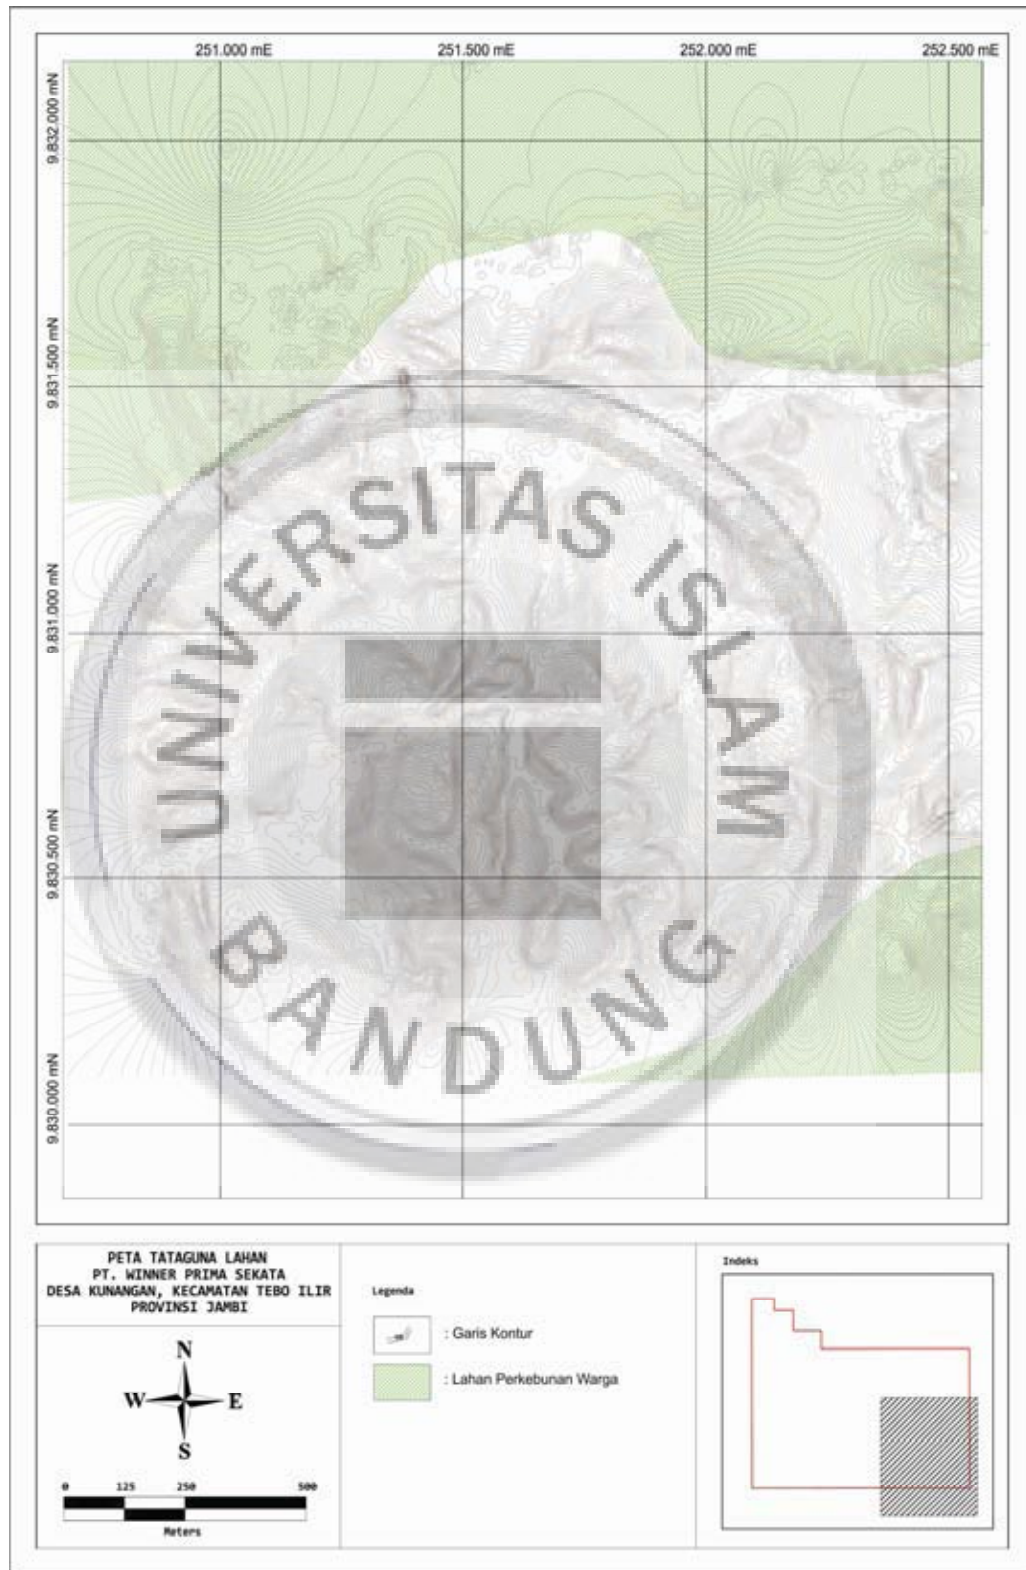 251.000 mE 251.500 mE 252.000 mE 252.500 mE
9.832.000 mN
9.831.500 mN
9.831.000 mN
9.830.500 mN
9.830.000 mN
UNIVERSITAS ISLAM
BANDUNG
PETA TATAGUNA LAHAN
PT. WINNER PRIMA SEKATA
DESA KUNANGAN, KECAMATAN TEBO ILIR
PROVINSI JAMBI
N
W E
S
0 125 250 500
Meters
Legenda
: Garis Kontur
: Lahan Perkebunan Warga
Indeks